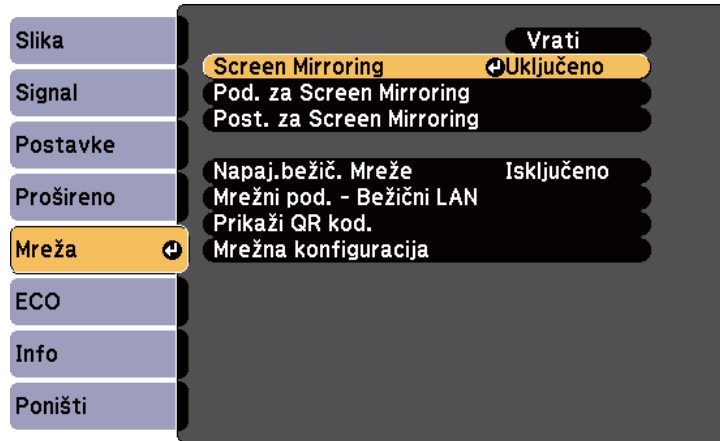 Slika
Signal
Postavke
Prošireno
Mreža
ECO
Info
Poništi
Vrati
Screen Mirroring Uključeno
Pod. za Screen Mirroring
Post. za Screen Mirroring
Napaj.bežič. Mreže Isključeno
Mrežni pod. - Bežični LAN
Prikaži QR kod.
Mrežna konfiguracija